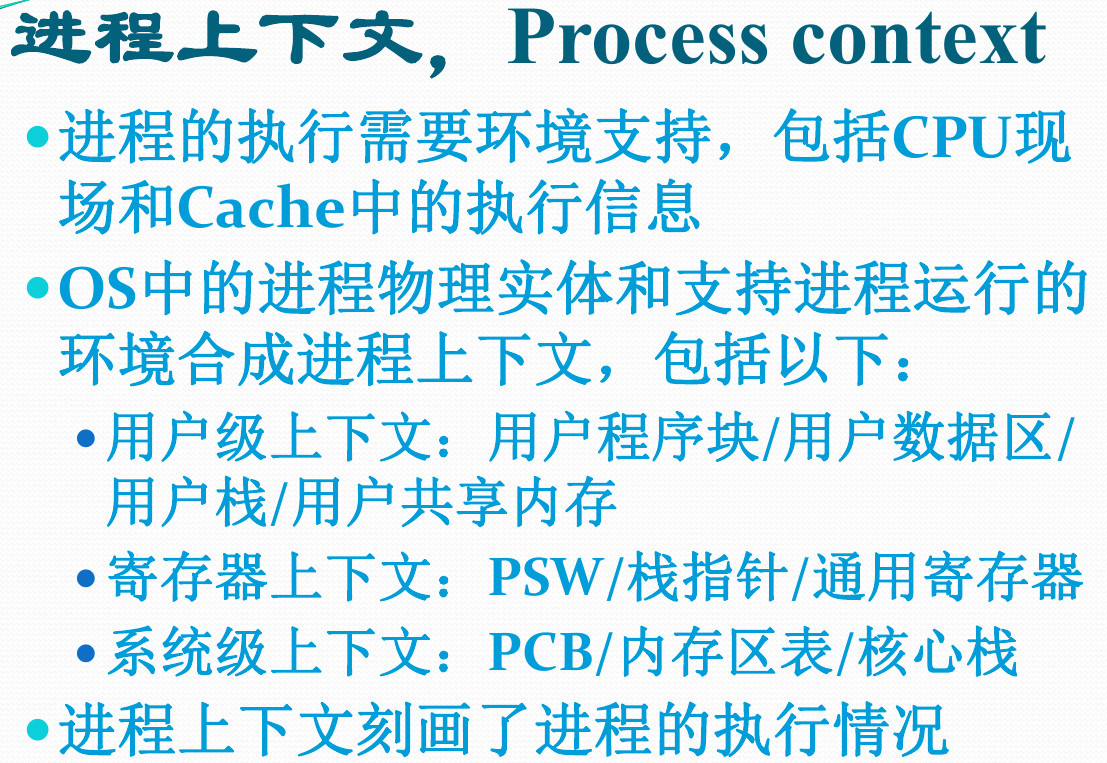 进程上下文，Process context
•进程的执行需要环境支持，包括CPU现
场和Cache中的执行信息
•OS中的进程物理实体和支持进程运行的
环境合成进程上下文，包括以下：
•用户级上下文：用户程序块/用户数据区/
用户栈/用户共享内存
•寄存器上下文：PSW/栈指针/通用寄存器
•系统级上下文：PCB/内存区表/核心栈
•进程上下文刻画了进程的执行情况